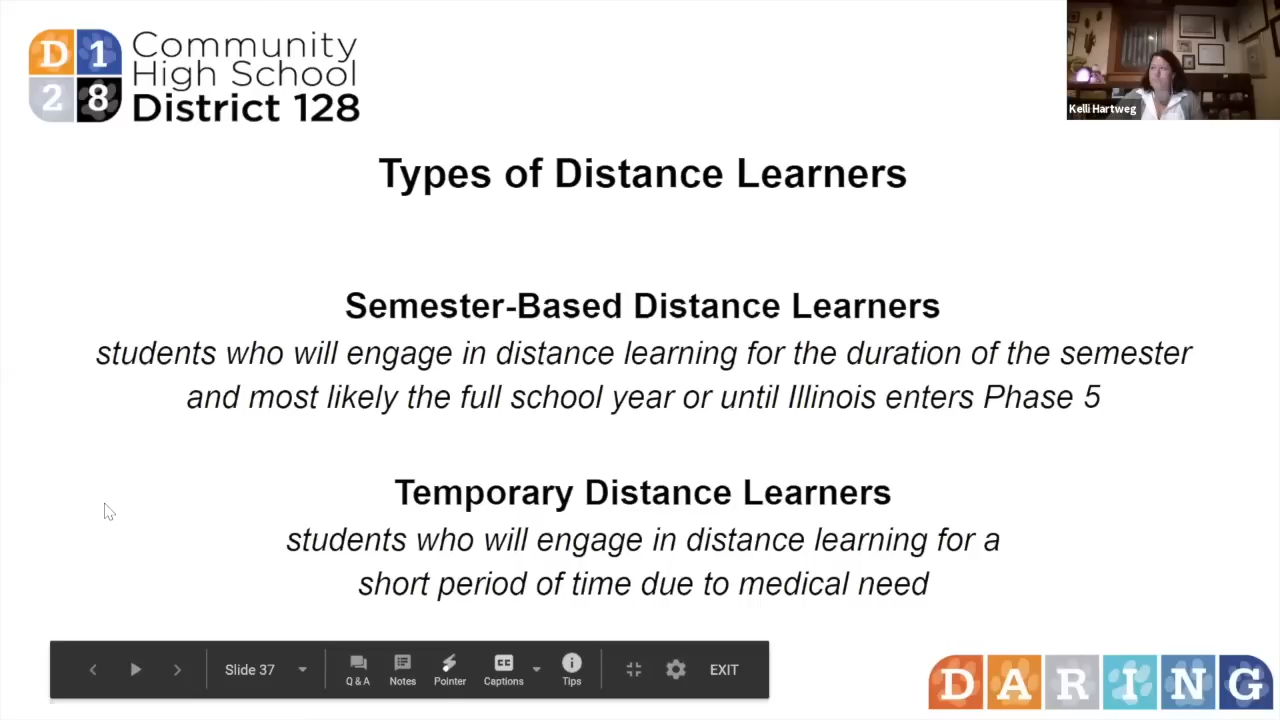 D 1
2 8
Community
High School
District 128
Kelli Hartweg
Types of Distance Learners
Semester-Based Distance Learners
students who will engage in distance learning for the duration of the semester
and most likely the full school year or until Illinois enters Phase 5
Temporary Distance Learners
students who will engage in distance learning for a
short period of time due to medical need
Slide 37
Q & A
Notes
Pointer
CC
Captions
Tips
EXIT
DARING